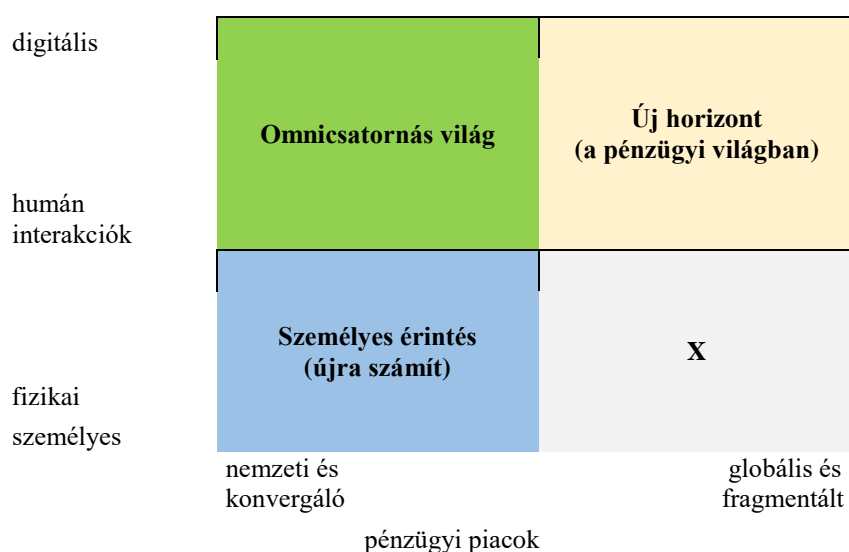 digitális
Omnicsatornás világ
Új horizont
(a pénzügyi világban)
humán
interakciók
Személyes érintés
(újra számít)
X
fizikai
személyes
nemzeti és
konvergáló
globális és
fragmentált
pénzügyi piacok